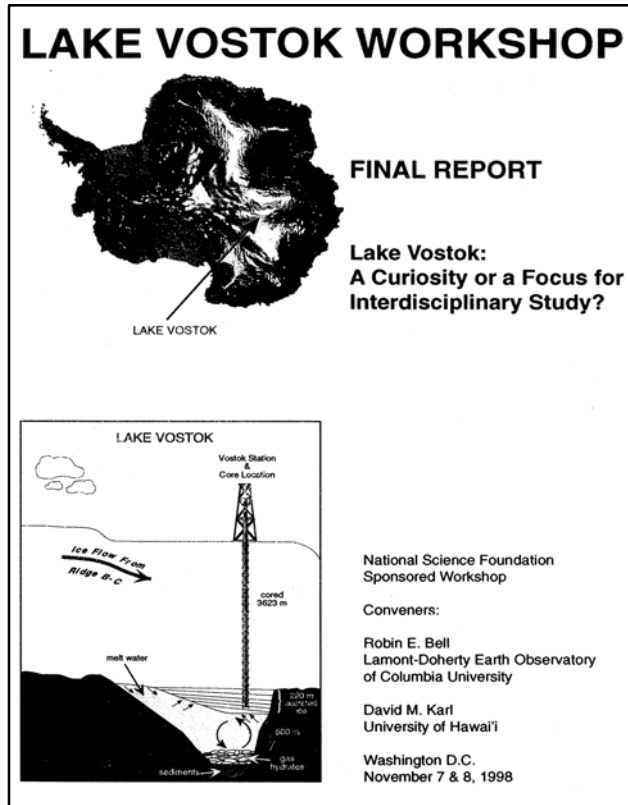 LAKE VOSTOK WORKSHOP
FINAL REPORT
Lake Vostok:
A Curiosity or a Focus for
Interdisciplinary Study?
LAKE VOSTOK
LAKE VOSTOK
Vostok Station
&
Core Location
Ice Flow From
Ridge B-C
cored
3623 m
melt water
220 m
accreted
ice
500 m
gas
hydrates
sediments
National Science Foundation
Sponsored Workshop
Conveners:
Robin E. Bell
Lamont-Doherty Earth Observatory
of Columbia University
David M. Karl
University of Hawai'i
Washington D.C.
November 7 & 8, 1998